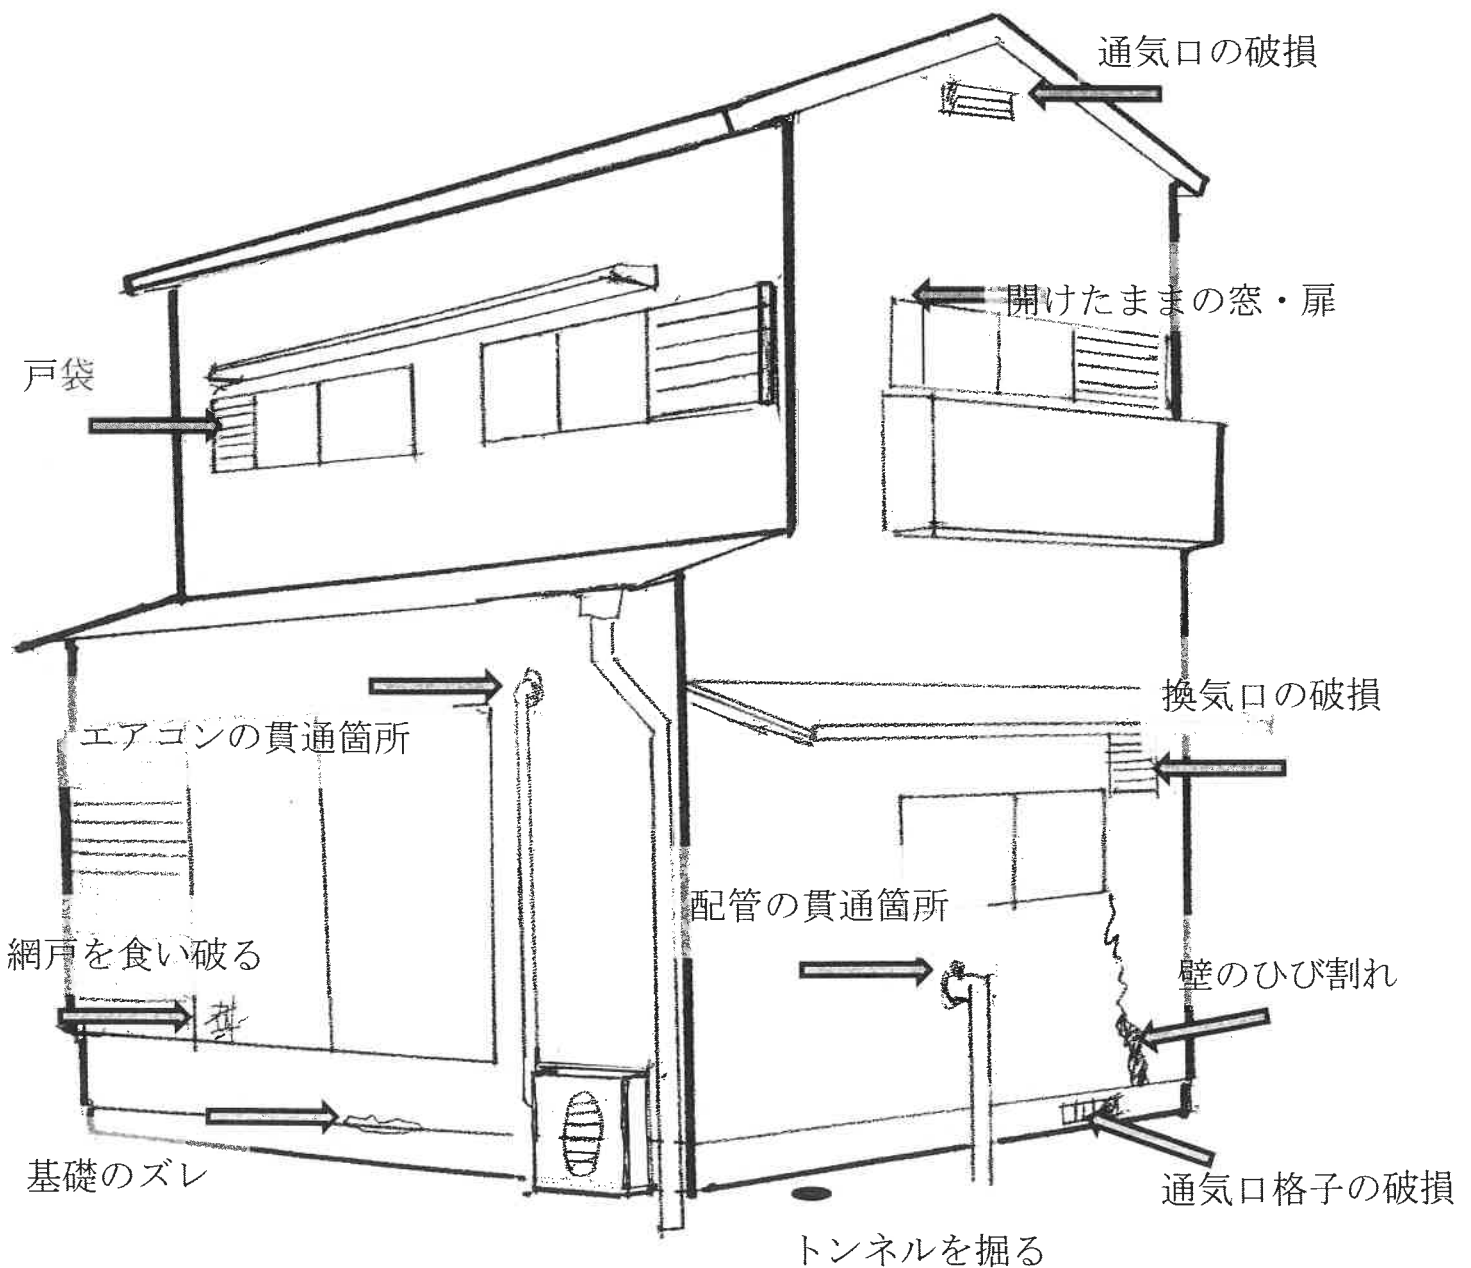 通気口の破損
開けたままの窓・扉
戸袋
換気口の破損
エアコンの貫通箇所
配管の貫通箇所
網戸を食い破る
壁のひび割れ
基礎のズレ
通気口格子の破損
トンネルを掘る